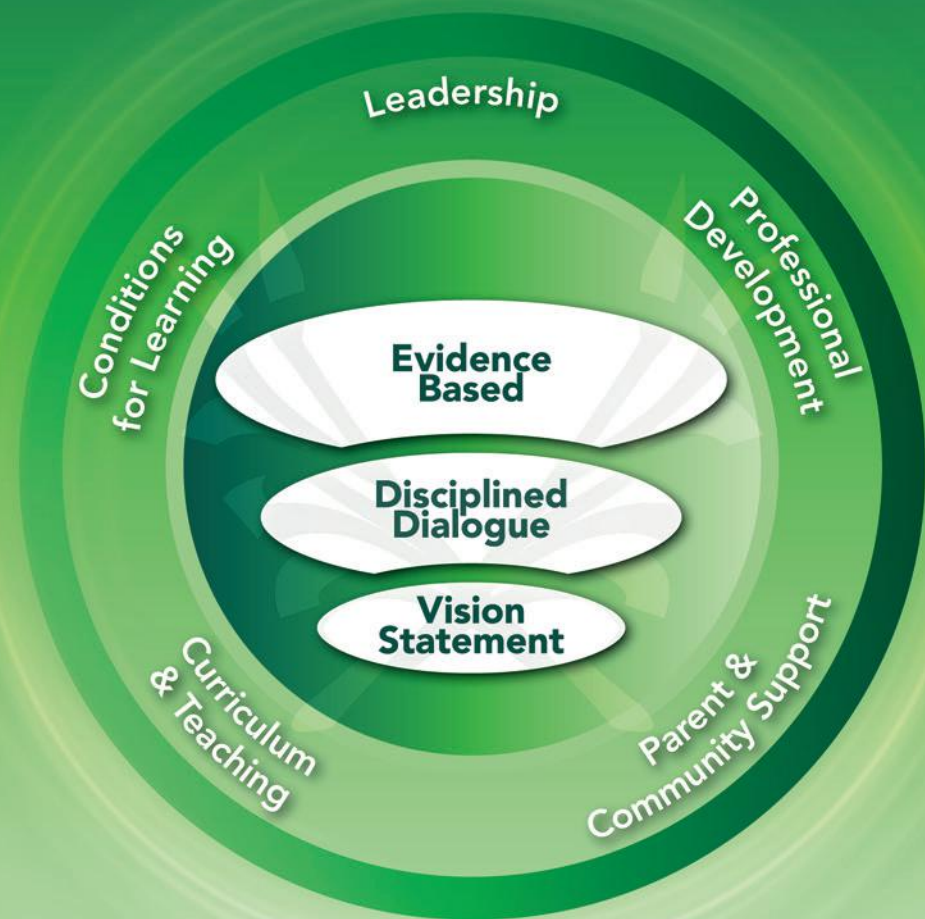 Leadership
Conditions
for Learning
Professional
Development
Evidence
Based
Disciplined
Dialogue
Vision
Statement
Curriculum
& Teaching
Parent &
Community Support